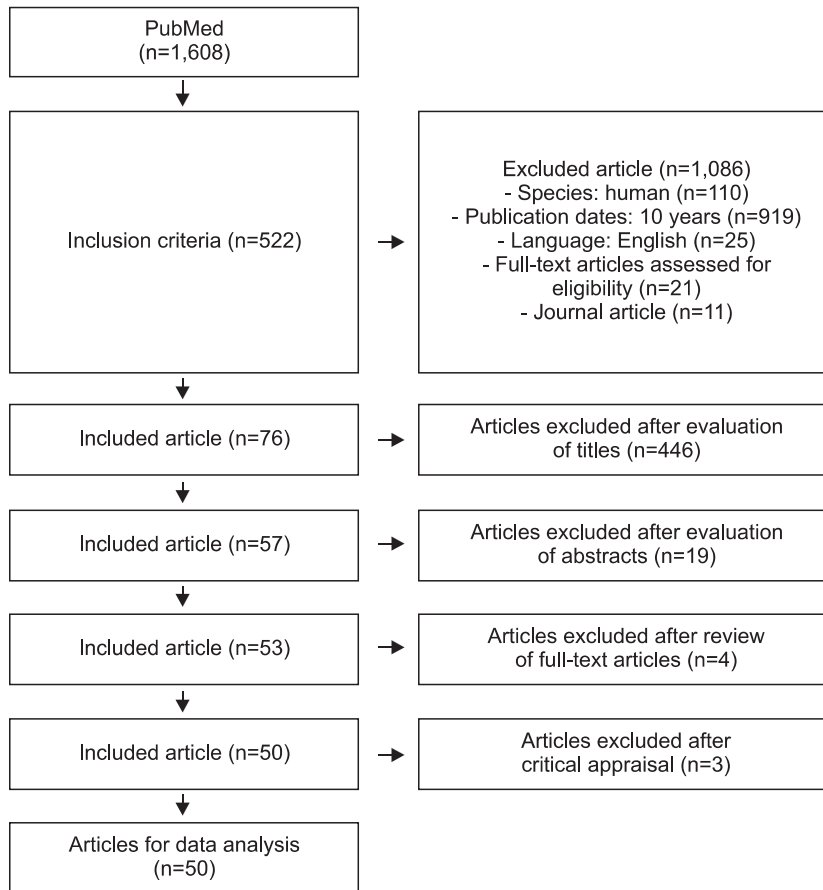 PubMed
(n=1,608)
Inclusion criteria (n=522)
Excluded article (n=1,086)
- Species: human (n=110)
- Publication dates: 10 years (n=919)
- Language: English (n=25)
- Full-text articles assessed for
eligibility (n=21)
- Journal article (n=11)
Included article (n=76)
Articles excluded after evaluation
of titles (n=446)
Included article (n=57)
Articles excluded after evaluation
of abstracts (n=19)
Included article (n=53)
Articles excluded after review
of full-text articles (n=4)
Included article (n=50)
Articles excluded after
critical appraisal (n=3)
Articles for data analysis
(n=50)